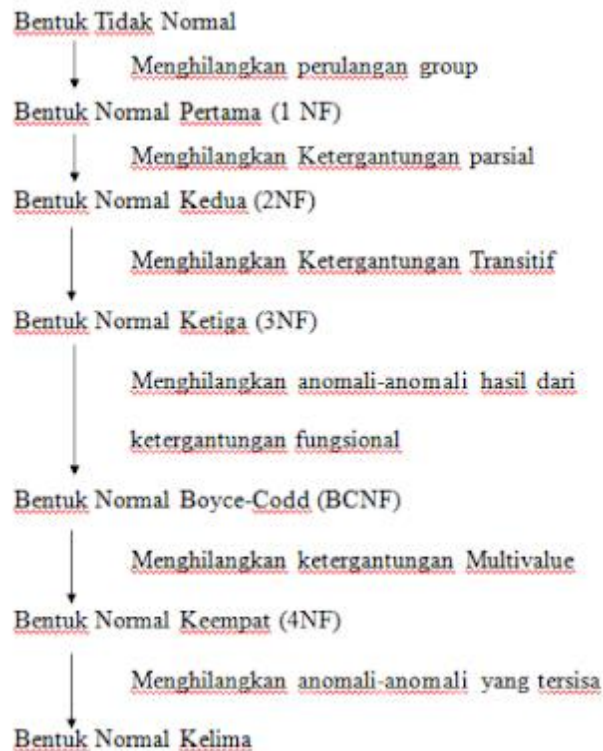 Bentuk Tidak Normal
Menghilangkan perulangan group
Bentuk Normal Pertama (1 NF)
Menghilangkan Ketergantungan parsial
Bentuk Normal Kedua (2NF)
Menghilangkan Ketergantungan Transitif
Bentuk Normal Ketiga (3NF)
Menghilangkan anomali-anomali hasil dari
ketergantungan fungsional
Bentuk Normal Boyce-Codd (BCNF)
Menghilangkan ketergantungan Multivalue
Bentuk Normal Keempat (4NF)
Menghilangkan anomali-anomali yang tersisa
Bentuk Normal Kelima